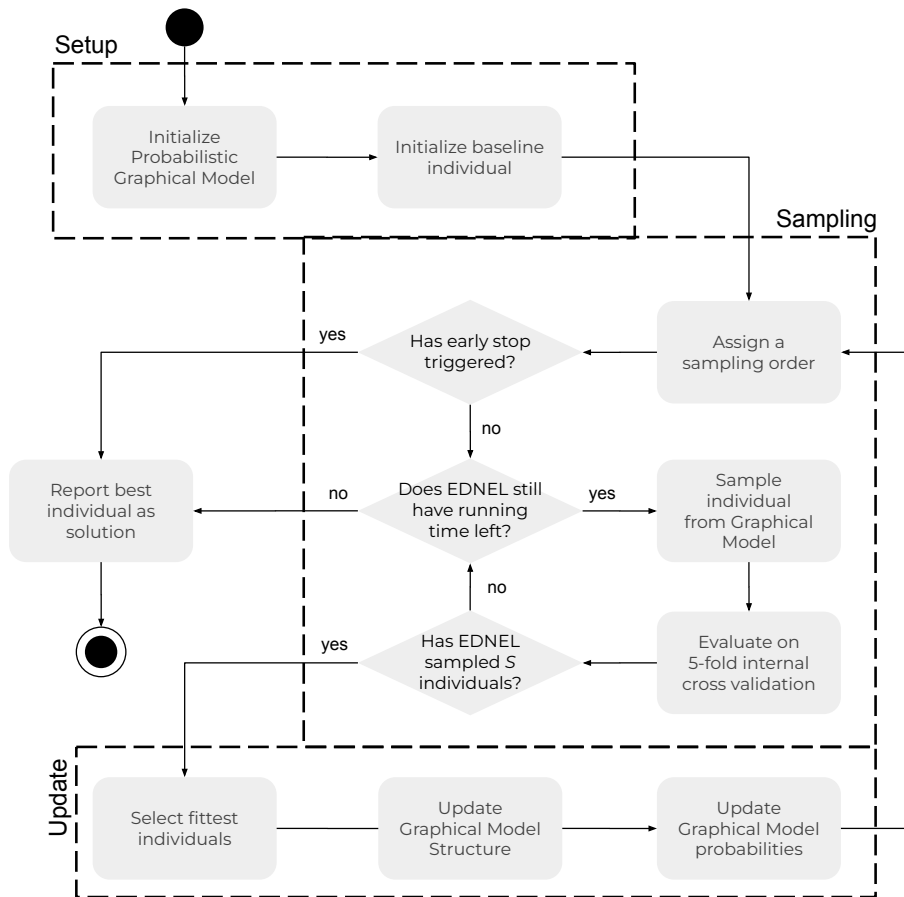 Setup
Initialize
Probabilistic
Graphical Model
Initialize baseline
individual
Sampling
yes
Has early stop
triggered?
Assign a
sampling order
no
Report best
individual as
solution
no
Does EDNEL still
have running
time left?
yes
Sample
individual
from Graphical
Model
no
yes
Has EDNEL
sampled S
individuals?
Evaluate on
5-fold internal
cross validation
Update
Select fittest
individuals
Update
Graphical Model
Structure
Update
Graphical Model
probabilities